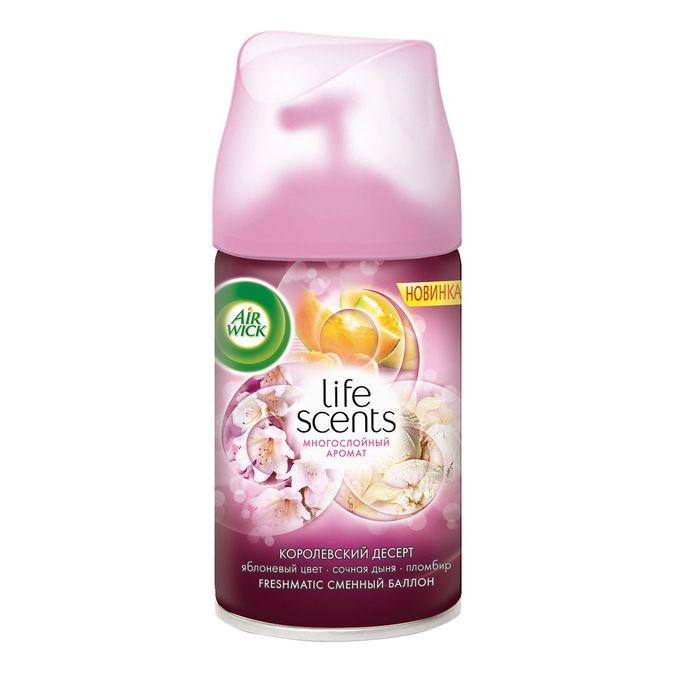 AIR
WICK
НОВИНКА
life
scents
МНОГОСЛОЙНЫЙ
АРОМАТ
КОРОЛЕВСКИЙ ДЕСЕРТ
яблоневый цвет · сочная дыня · пломбир
FRESHMATIC СМЕННЫЙ БАЛЛОН